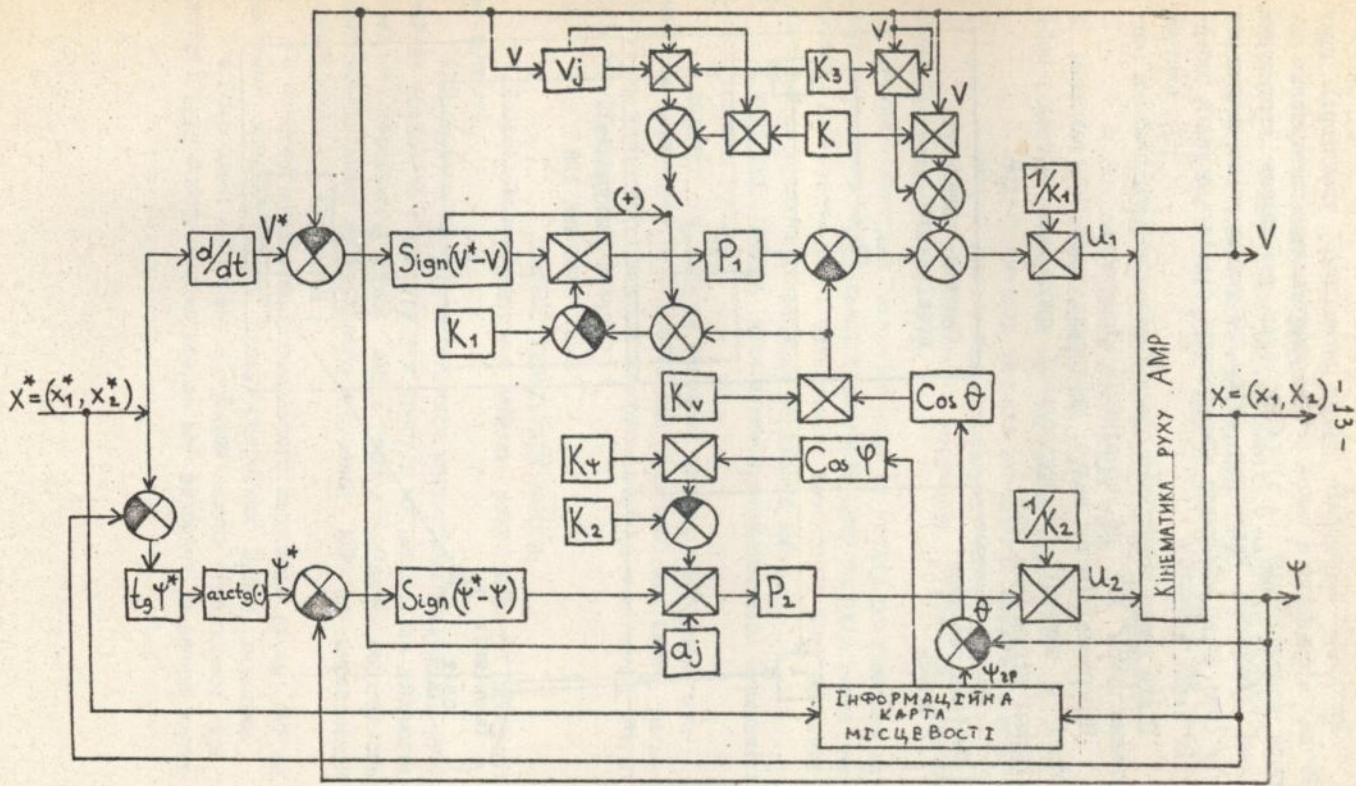 V
V
V
Vj
K₃
V
K
1/K₁
(+)
V*
d/dt
Sign(V*-V)
P₁
U₁
V
K₁
X*=(x₁*, x₂*)
Kv
Cos θ
КІНЕМАТИКА РУХУ АМР
X=(x₁, x₂)
- 13 -
Kψ
Cos φ
K₂
1/K₂
tg ψ*
arctg(·)
ψ*
Sign(ψ*-ψ)
P₂
U₂
ψ
θ
aj
ψгр
ІНФОРМАЦІЙНА
КАРТА
МІСЦЕВОСТІ